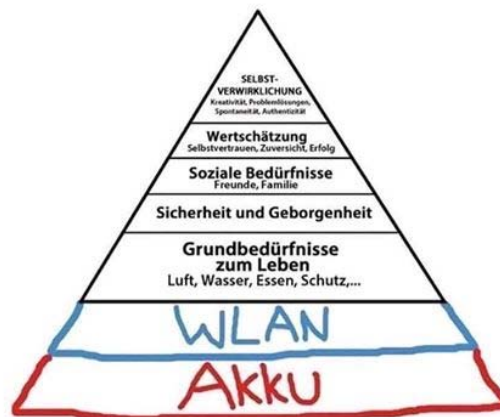 SELBST-
VERWIRKLICHUNG
Kreativität, Problemlösungen,
Spontaneität, Authentizität
Wertschätzung
Selbstvertrauen, Zuversicht, Erfolg
Soziale Bedürfnisse
Freunde, Familie
Sicherheit und Geborgenheit
Grundbedürfnisse
zum Leben
Luft, Wasser, Essen, Schutz,...
WLAN
AKKU